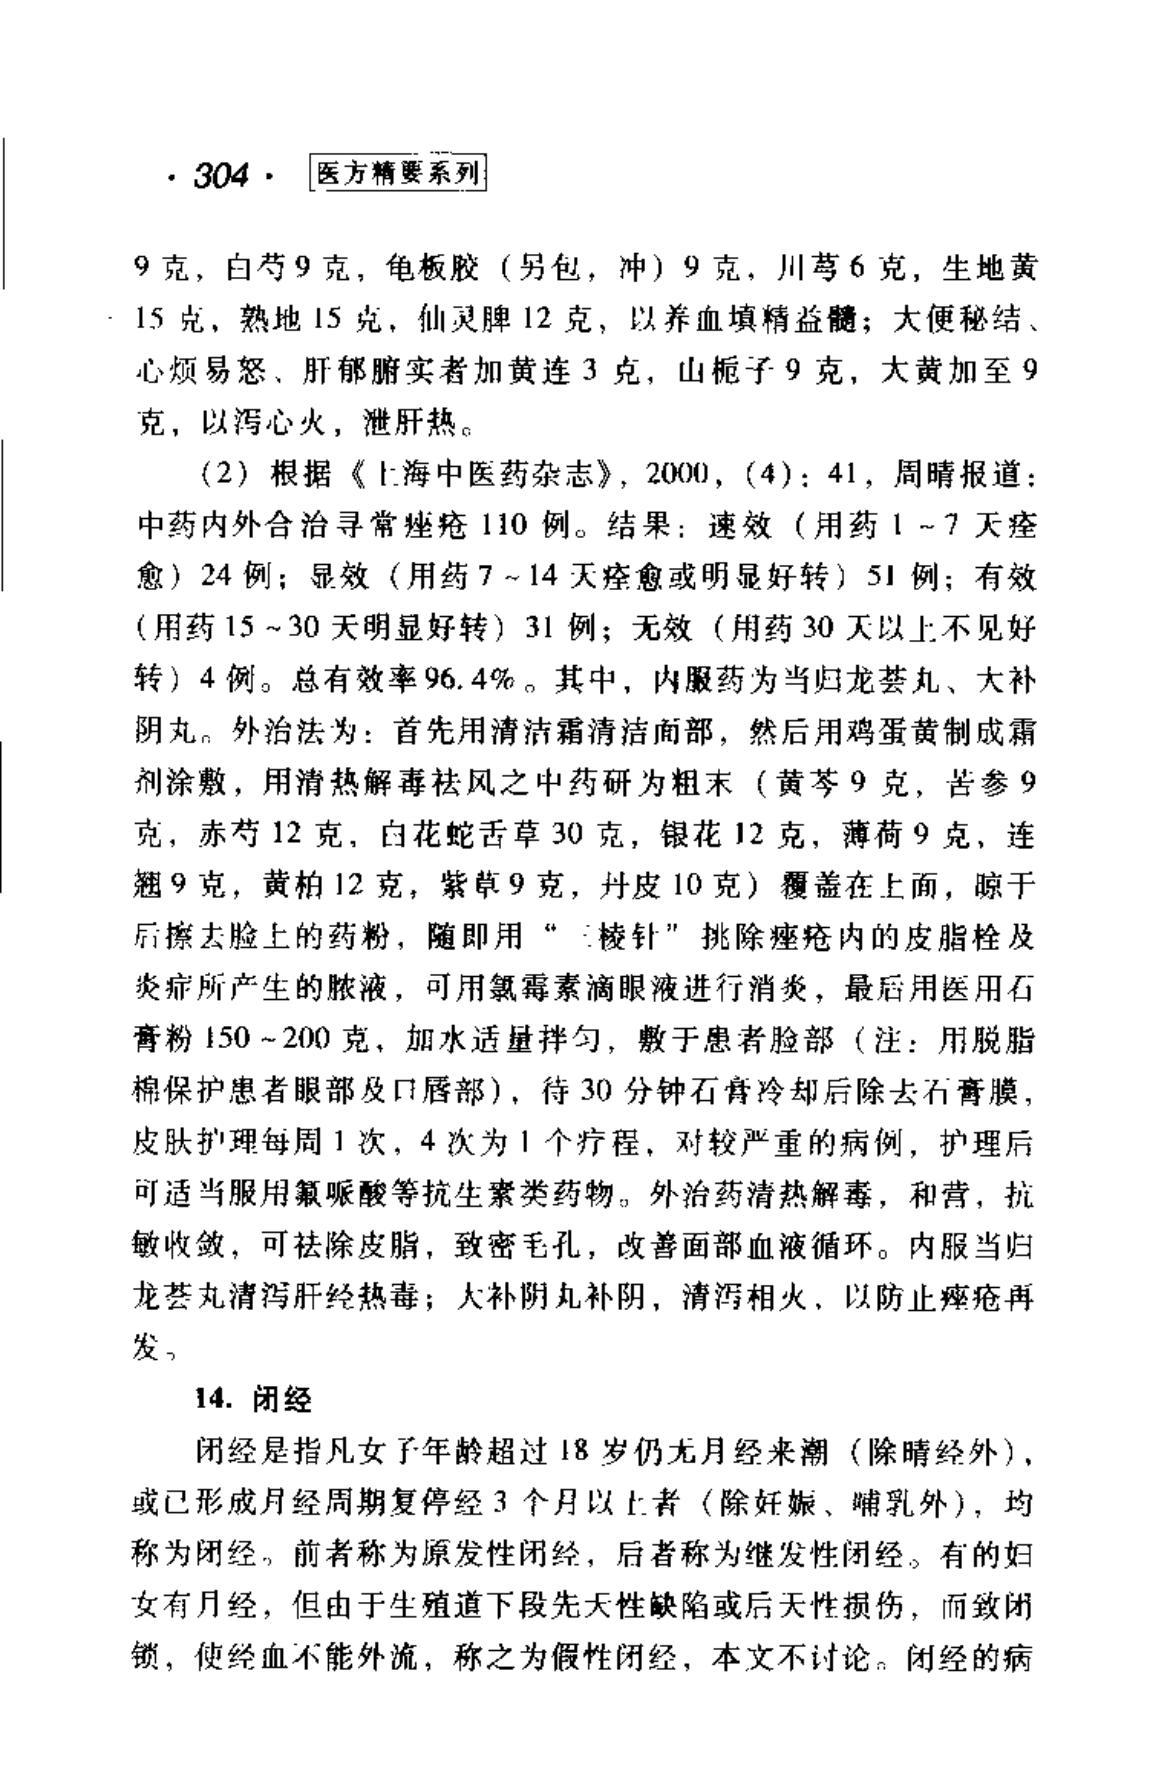 · 304 · 医方精要系列
9 克，白芍 9 克，龟板胶（另包，冲）9 克，川芎 6 克，生地黄
15 克，熟地 15 克，仙灵脾 12 克，以养血填精益髓；大便秘结、
心烦易怒、肝郁腑实者加黄连 3 克，山栀子 9 克，大黄加至 9
克，以泻心火，泄肝热。
（2）根据《上海中医药杂志》，2000，（4）：41，周晴报道：
中药内外合治寻常痤疮 110 例。结果：速效（用药 1 ~ 7 天痊
愈）24 例；显效（用药 7 ~ 14 天痊愈或明显好转）51 例；有效
（用药 15 ~ 30 天明显好转）31 例；无效（用药 30 天以上不见好
转）4 例。总有效率 96.4%。其中，内服药为当归龙荟丸、大补
阴丸。外治法为：首先用清洁霜清洁面部，然后用鸡蛋黄制成霜
剂涂敷，用清热解毒祛风之中药研为粗末（黄芩 9 克，苦参 9
克，赤芍 12 克，白花蛇舌草 30 克，银花 12 克，薄荷 9 克，连
翘 9 克，黄柏 12 克，紫草 9 克，丹皮 10 克）覆盖在上面，晾干
后擦去脸上的药粉，随即用“三棱针”挑除痤疮内的皮脂栓及
炎症所产生的脓液，可用氯霉素滴眼液进行消炎，最后用医用石
膏粉 150 ~ 200 克，加水适量拌匀，敷于患者脸部（注：用脱脂
棉保护患者眼部及口唇部），待 30 分钟石膏冷却后除去石膏膜，
皮肤护理每周 1 次，4 次为 1 个疗程，对较严重的病例，护理后
可适当服用氟哌酸等抗生素类药物。外治药清热解毒，和营，抗
敏收敛，可祛除皮脂，致密毛孔，改善面部血液循环。内服当归
龙荟丸清泻肝经热毒；大补阴丸补阴，清泻相火，以防止痤疮再
发。
14. 闭经
闭经是指凡女子年龄超过 18 岁仍无月经来潮（除暗经外），
或已形成月经周期复停经 3 个月以上者（除妊娠、哺乳外），均
称为闭经。前者称为原发性闭经，后者称为继发性闭经。有的妇
女有月经，但由于生殖道下段先天性缺陷或后天性损伤，而致闭
锁，使经血不能外流，称之为假性闭经，本文不讨论。闭经的病